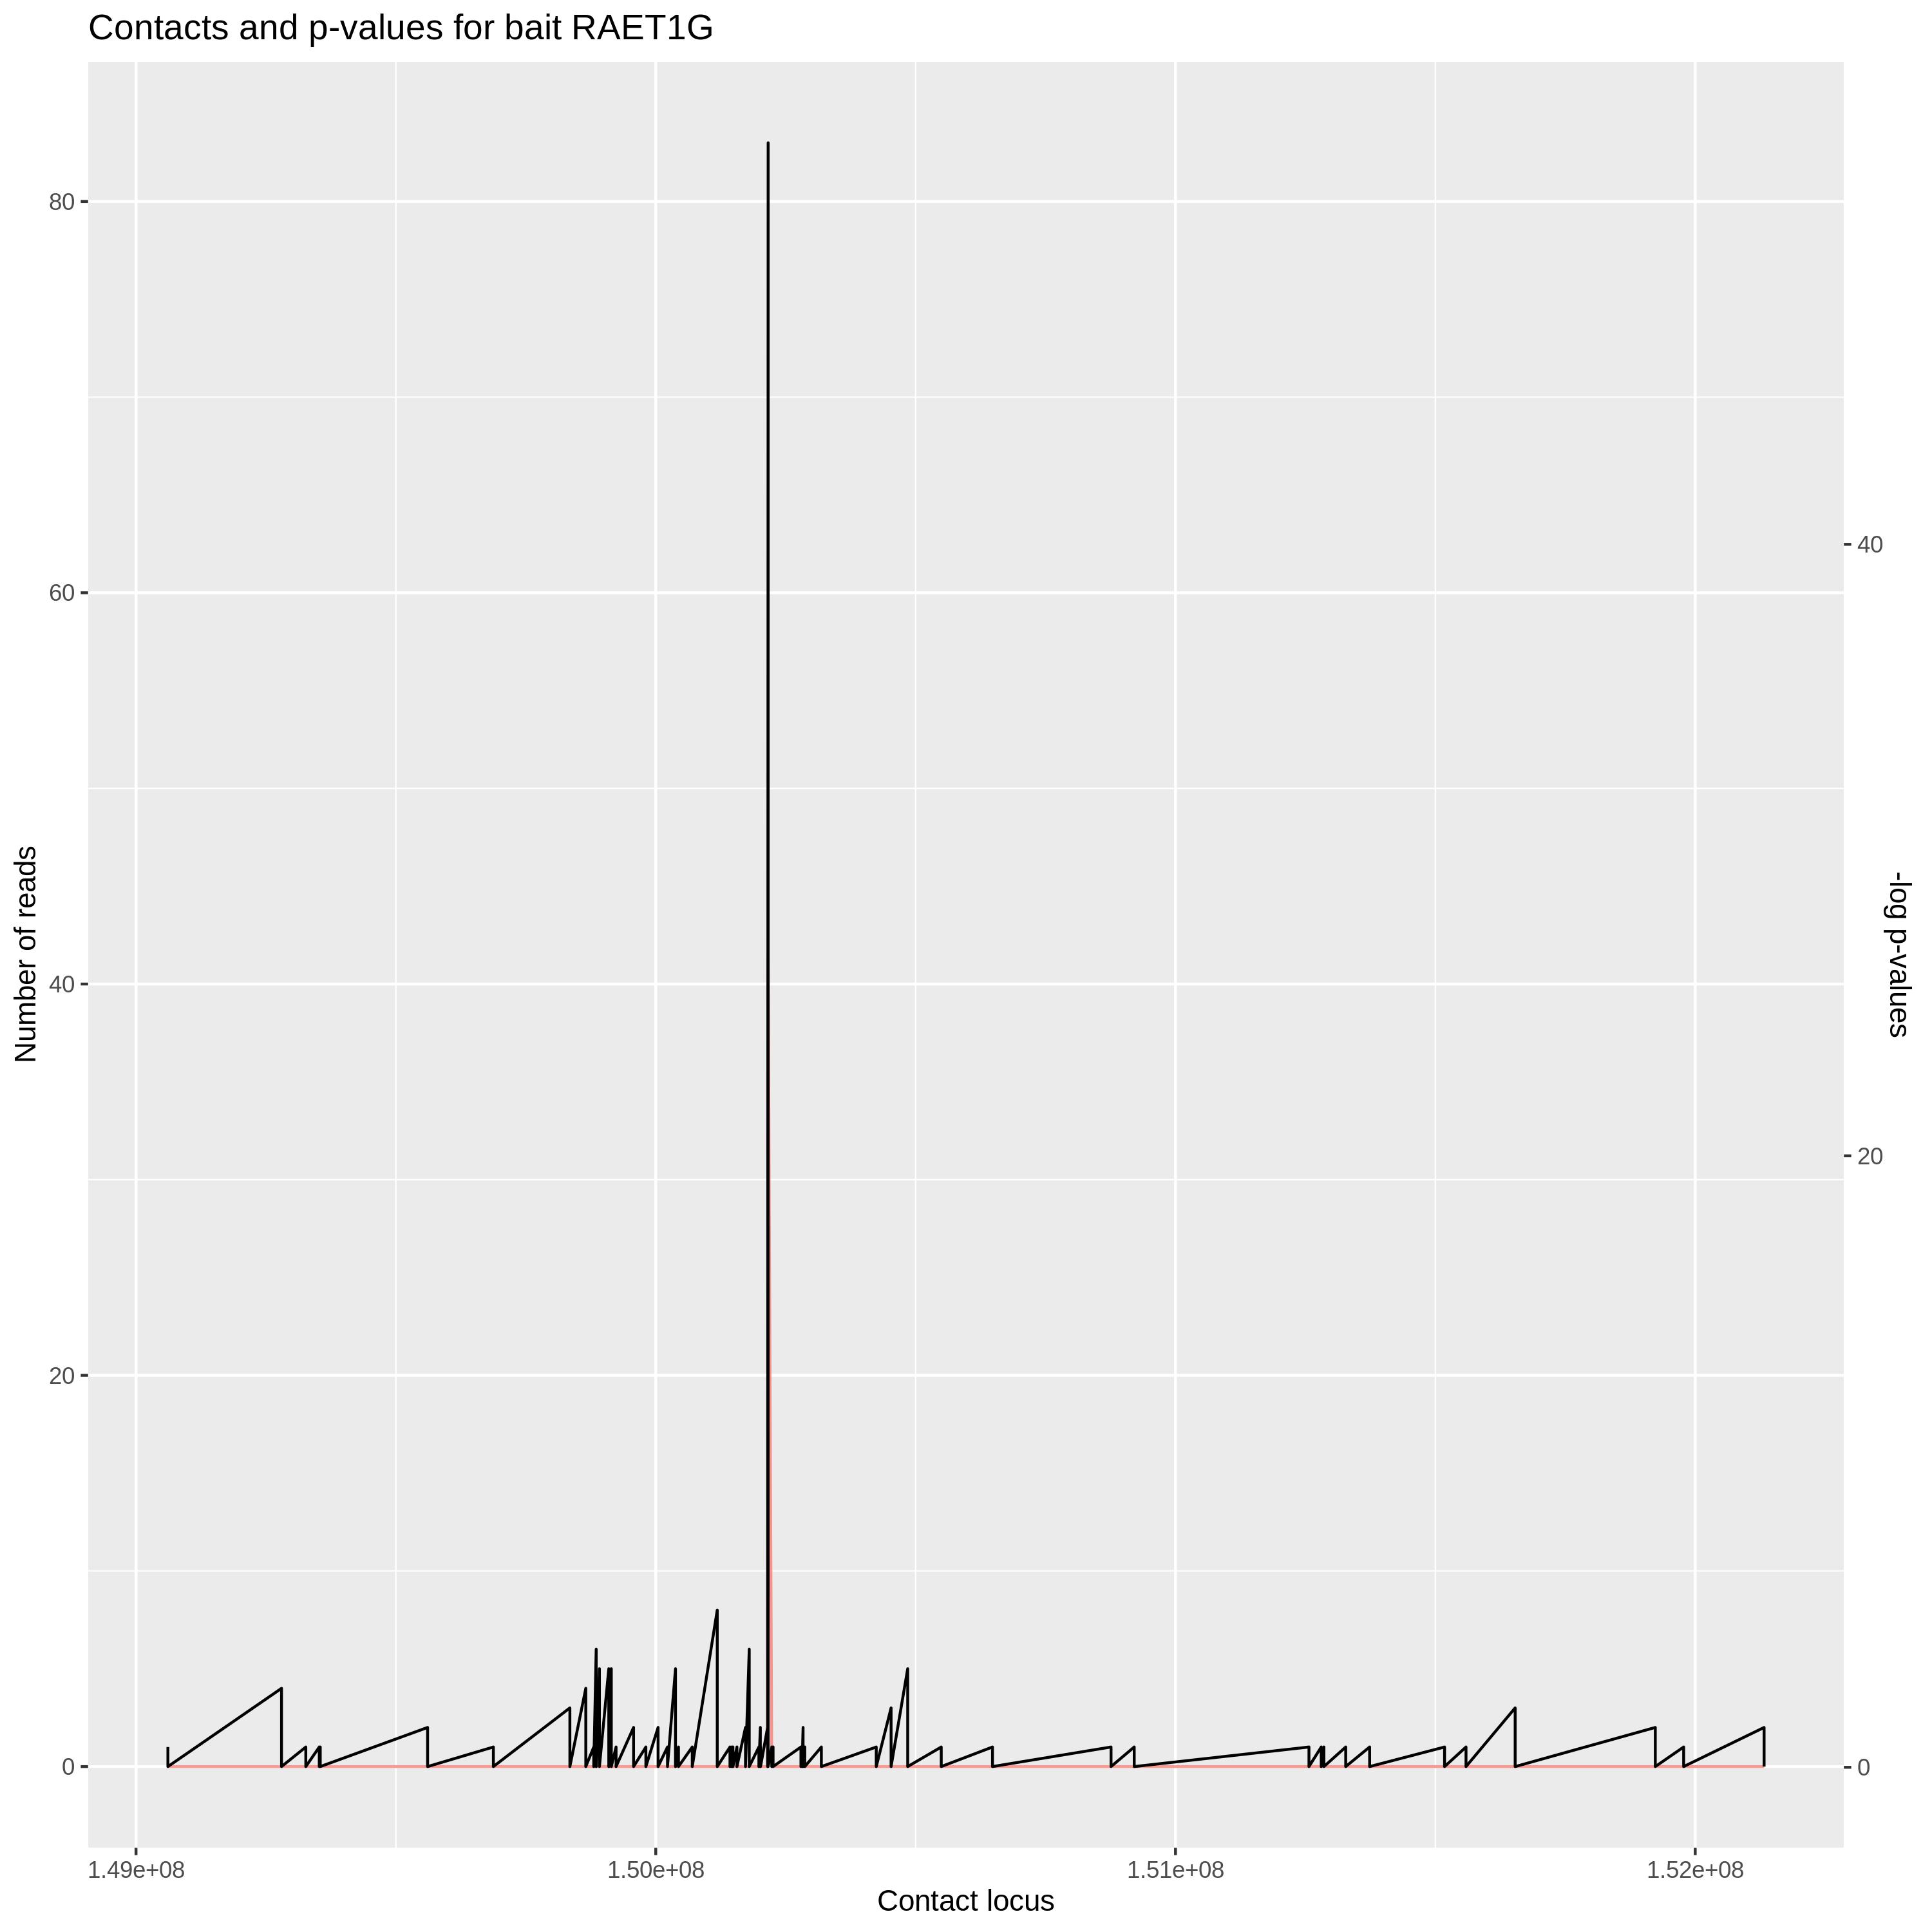 Contacts and p-values for bait RAET1G
80
60
40
20
0
Number of reads
40
20
0
-log p-values
1.49e+08
1.50e+08
1.51e+08
1.52e+08
Contact locus